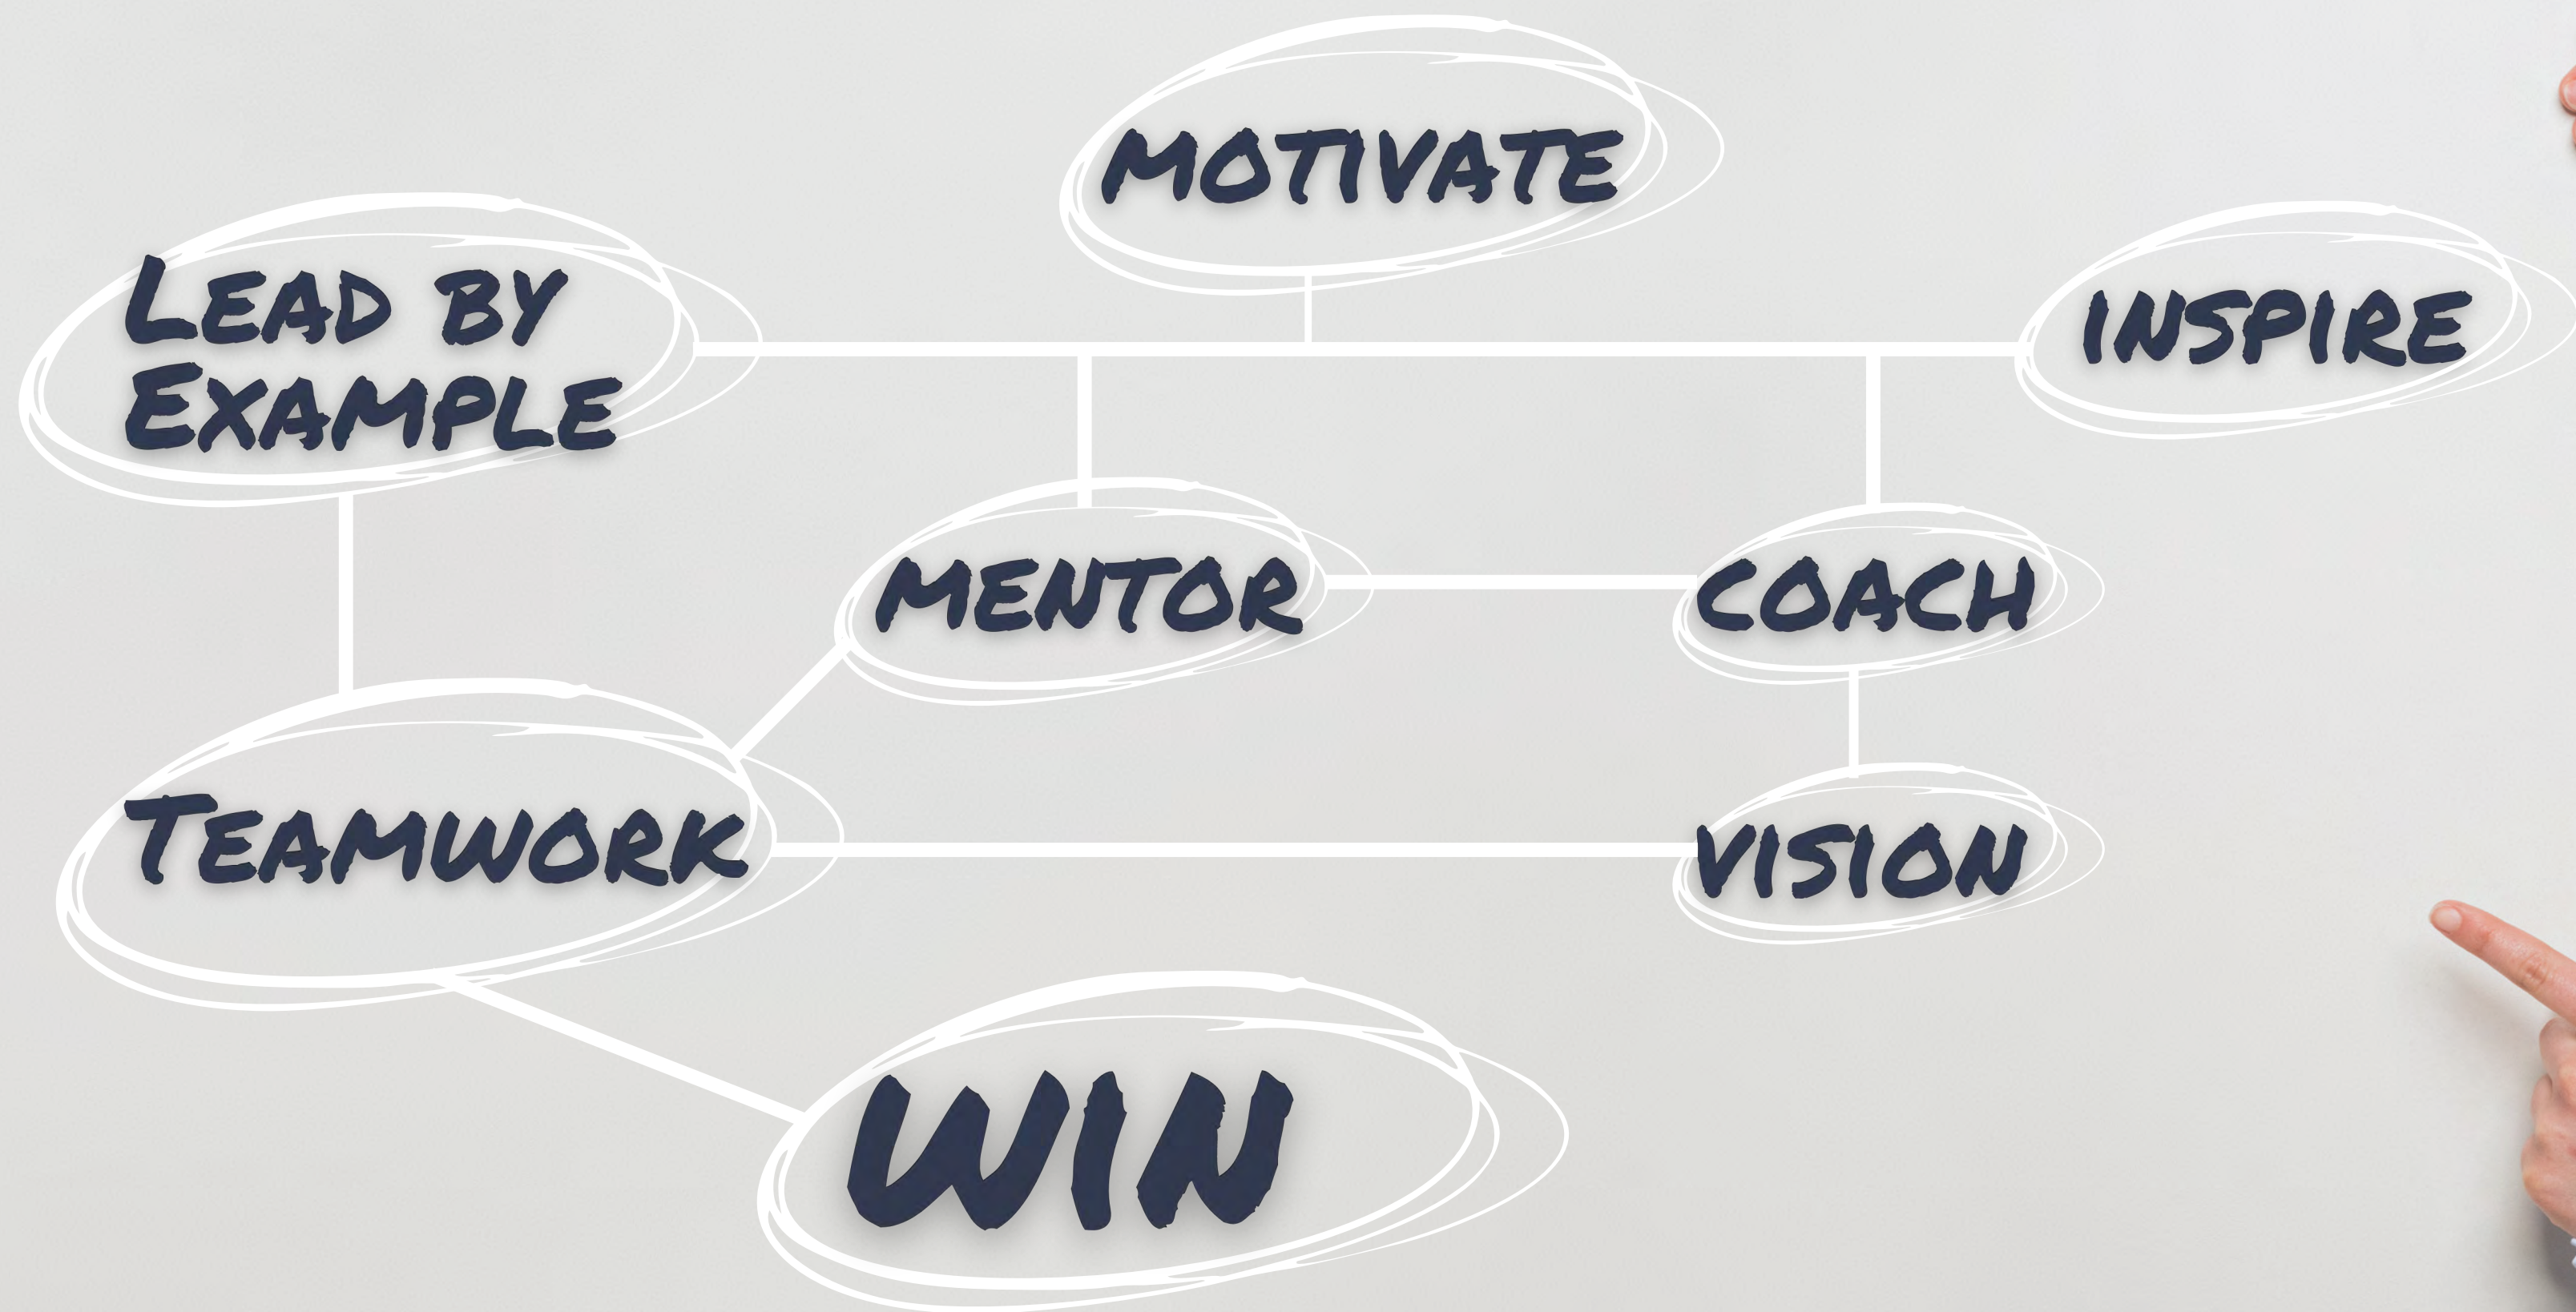 MOTIVATE
LEAD BY
EXAMPLE
INSPIRE
MENTOR
COACH
TEAMWORK
VISION
WIN